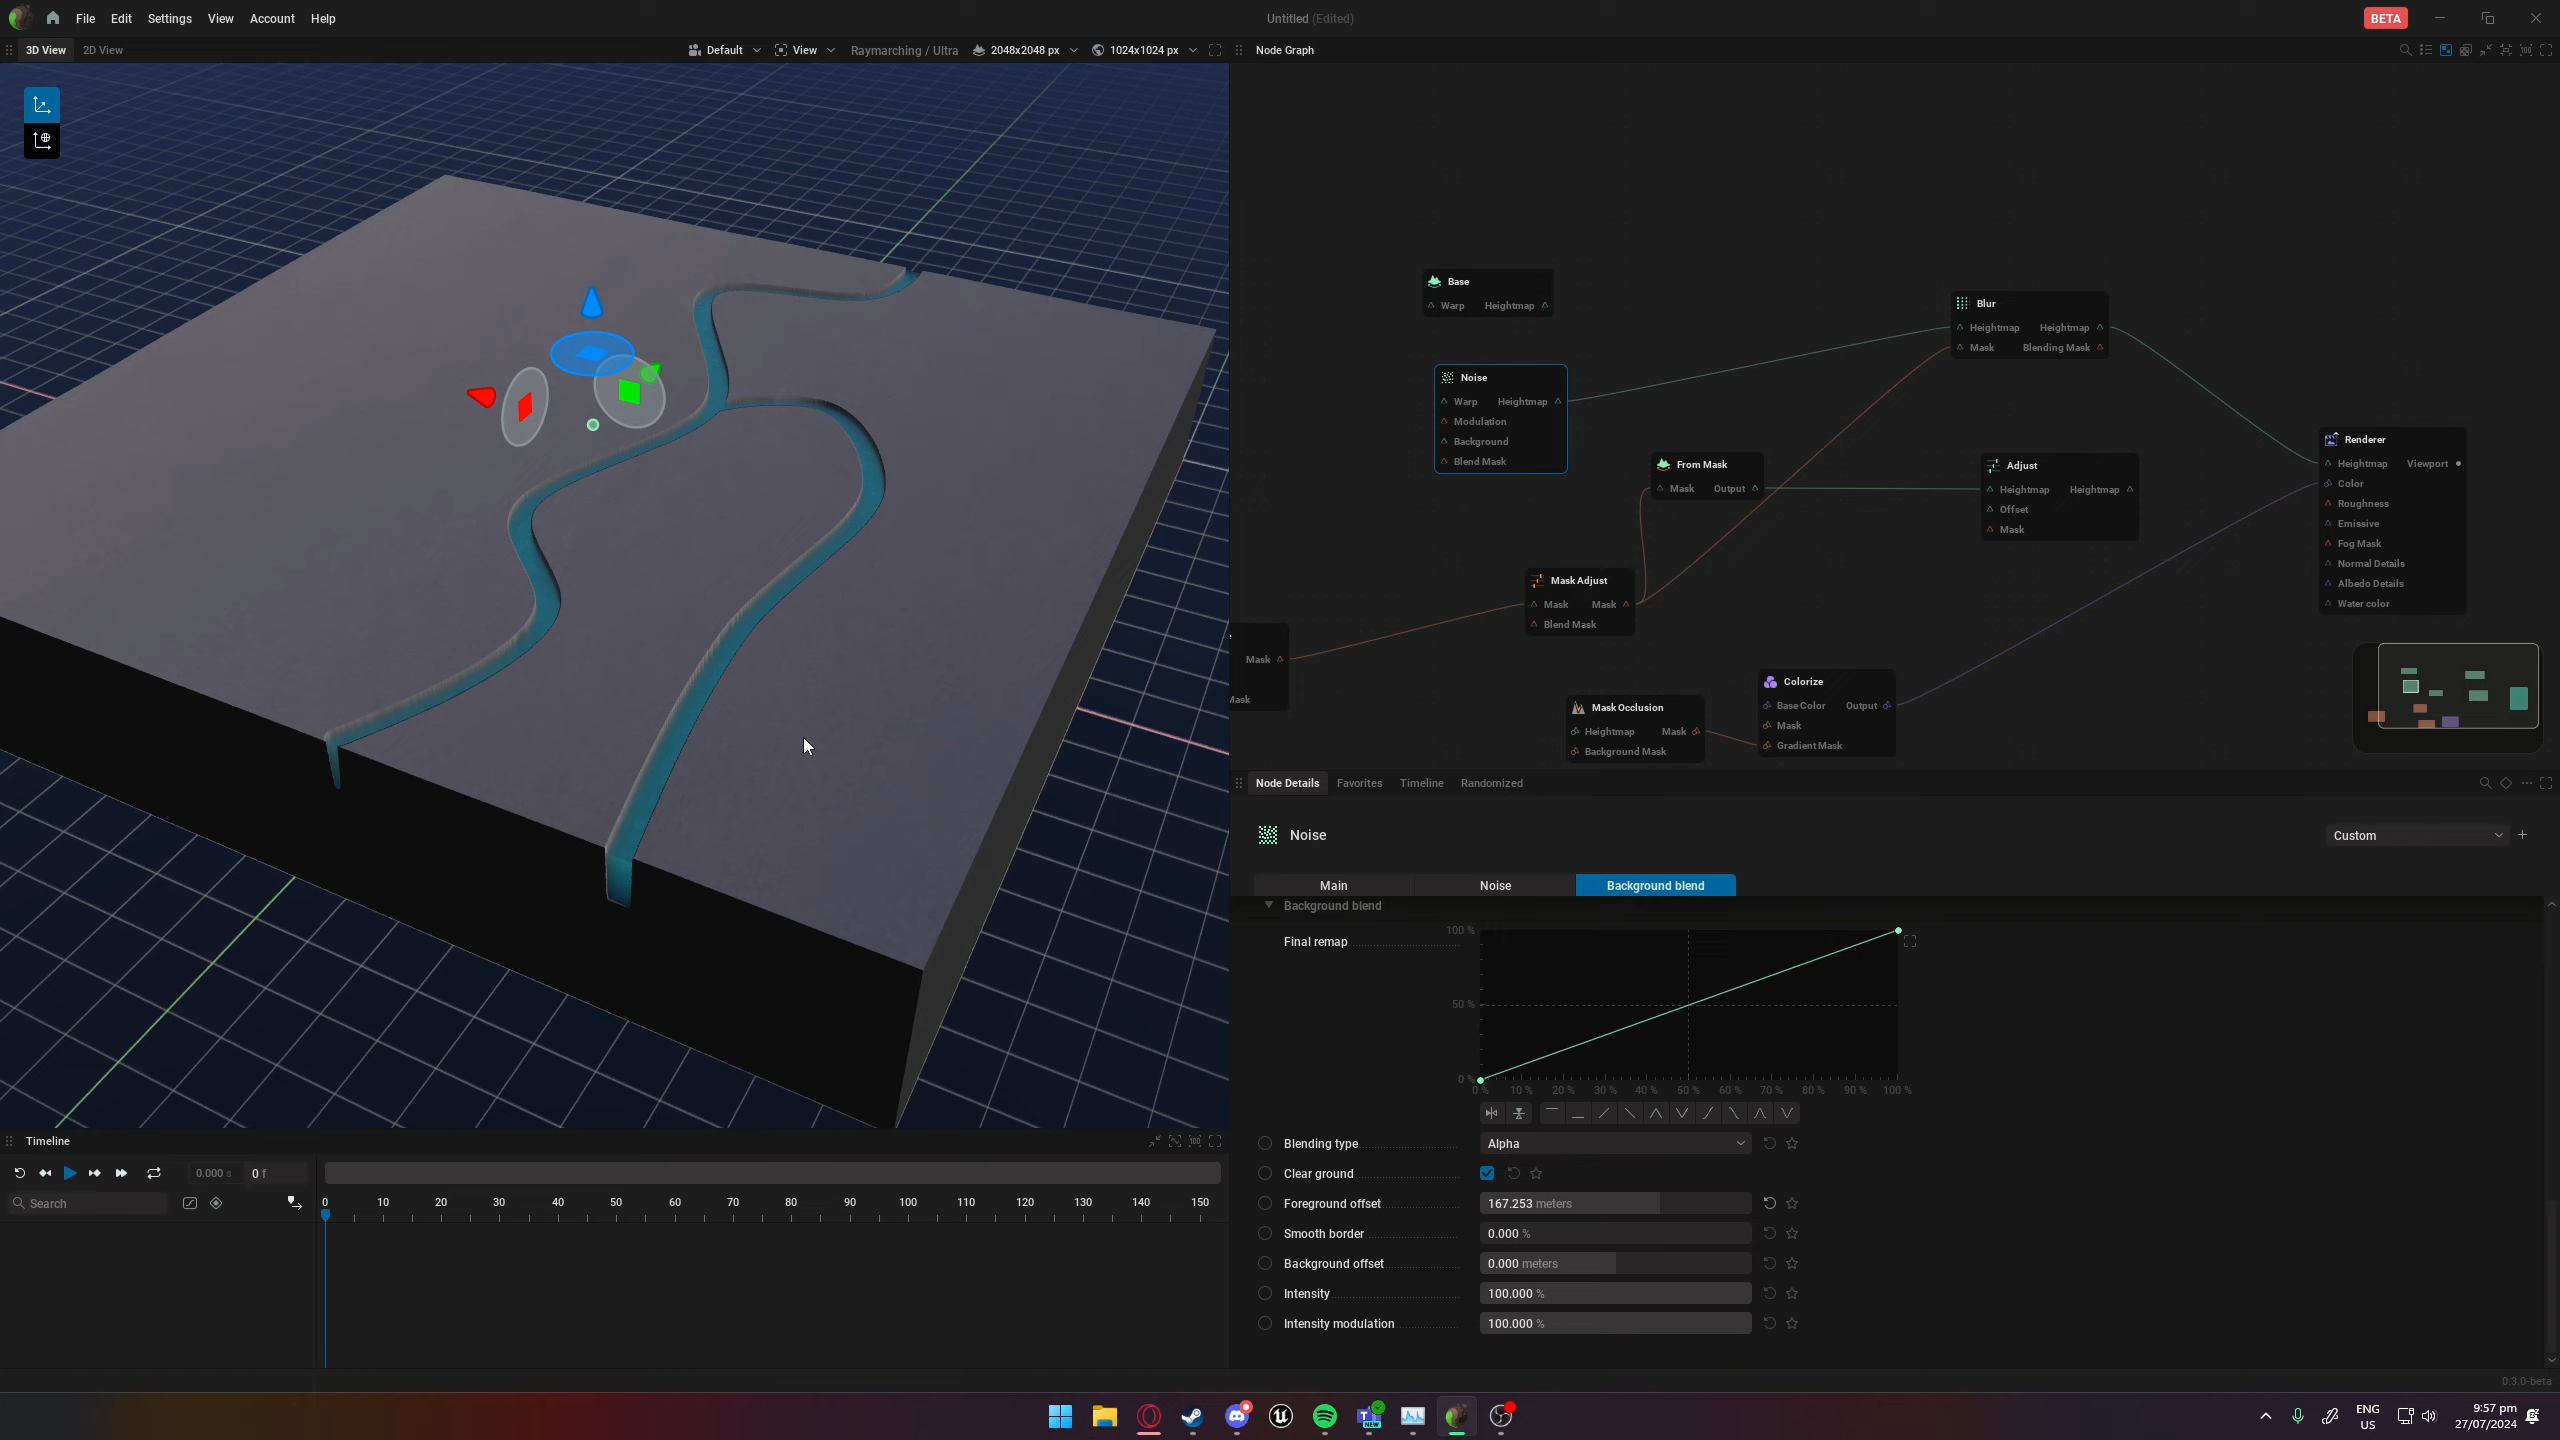 File Edit Settings View Account Help
Untitled (Edited)
BETA
3D View 2D View
Default View Raymarching / Ultra 2048x2048 px 1024x1024 px
Node Graph
Base
Warp Heightmap
Noise
Warp Heightmap
Modulation
Background
Blend Mask
Blur
Heightmap Heightmap
Mask Blending Mask
From Mask
Mask Output
Adjust
Heightmap Heightmap
Offset
Mask
Renderer
Heightmap Viewport
Color
Roughness
Emissive
Fog Mask
Normal Details
Albedo Details
Water color
Mask Adjust
Mask Mask
Blend Mask
Mask
Mask
Mask Occlusion
Heightmap Mask
Background Mask
Colorize
Base Color Output
Mask
Gradient Mask
Node Details Favorites Timeline Randomized
Noise
Custom
Main Noise Background blend
Background blend
Final remap
100 %
50 %
0 %
0 % 10 % 20 % 30 % 40 % 50 % 60 % 70 % 80 % 90 % 100 %
Blending type Alpha
Clear ground
Foreground offset 167.253 meters
Smooth border 0.000 %
Background offset 0.000 meters
Intensity 100.000 %
Intensity modulation 100.000 %
Timeline
0.000 s 0 f
Search
0 10 20 30 40 50 60 70 80 90 100 110 120 130 140 150
0.3.0-beta
NEW
ENG
US
9:57 pm
27/07/2024